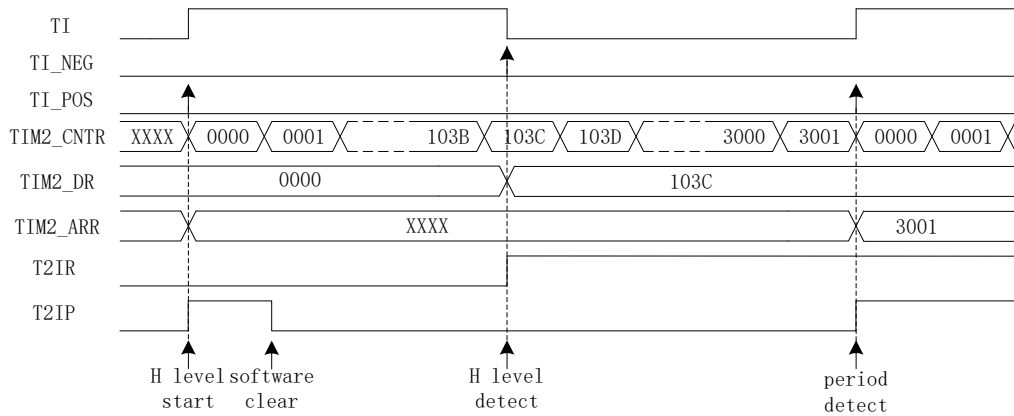 TI
TI_NEG
TI_POS
TIM2_CNTR XXXX 0000 0001 103B 103C 103D 3000 3001 0000 0001
TIM2_DR 0000 103C
TIM2_ARR XXXX 3001
T2IR
T2IP
H level software H level period
start clear detect detect